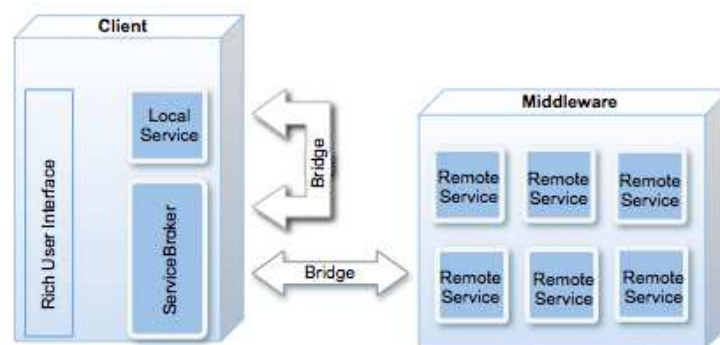 Client
Rich User Interface
Local
Service
ServiceBroker
Bridge
Bridge
Middleware
Remote
Service
Remote
Service
Remote
Service
Remote
Service
Remote
Service
Remote
Service